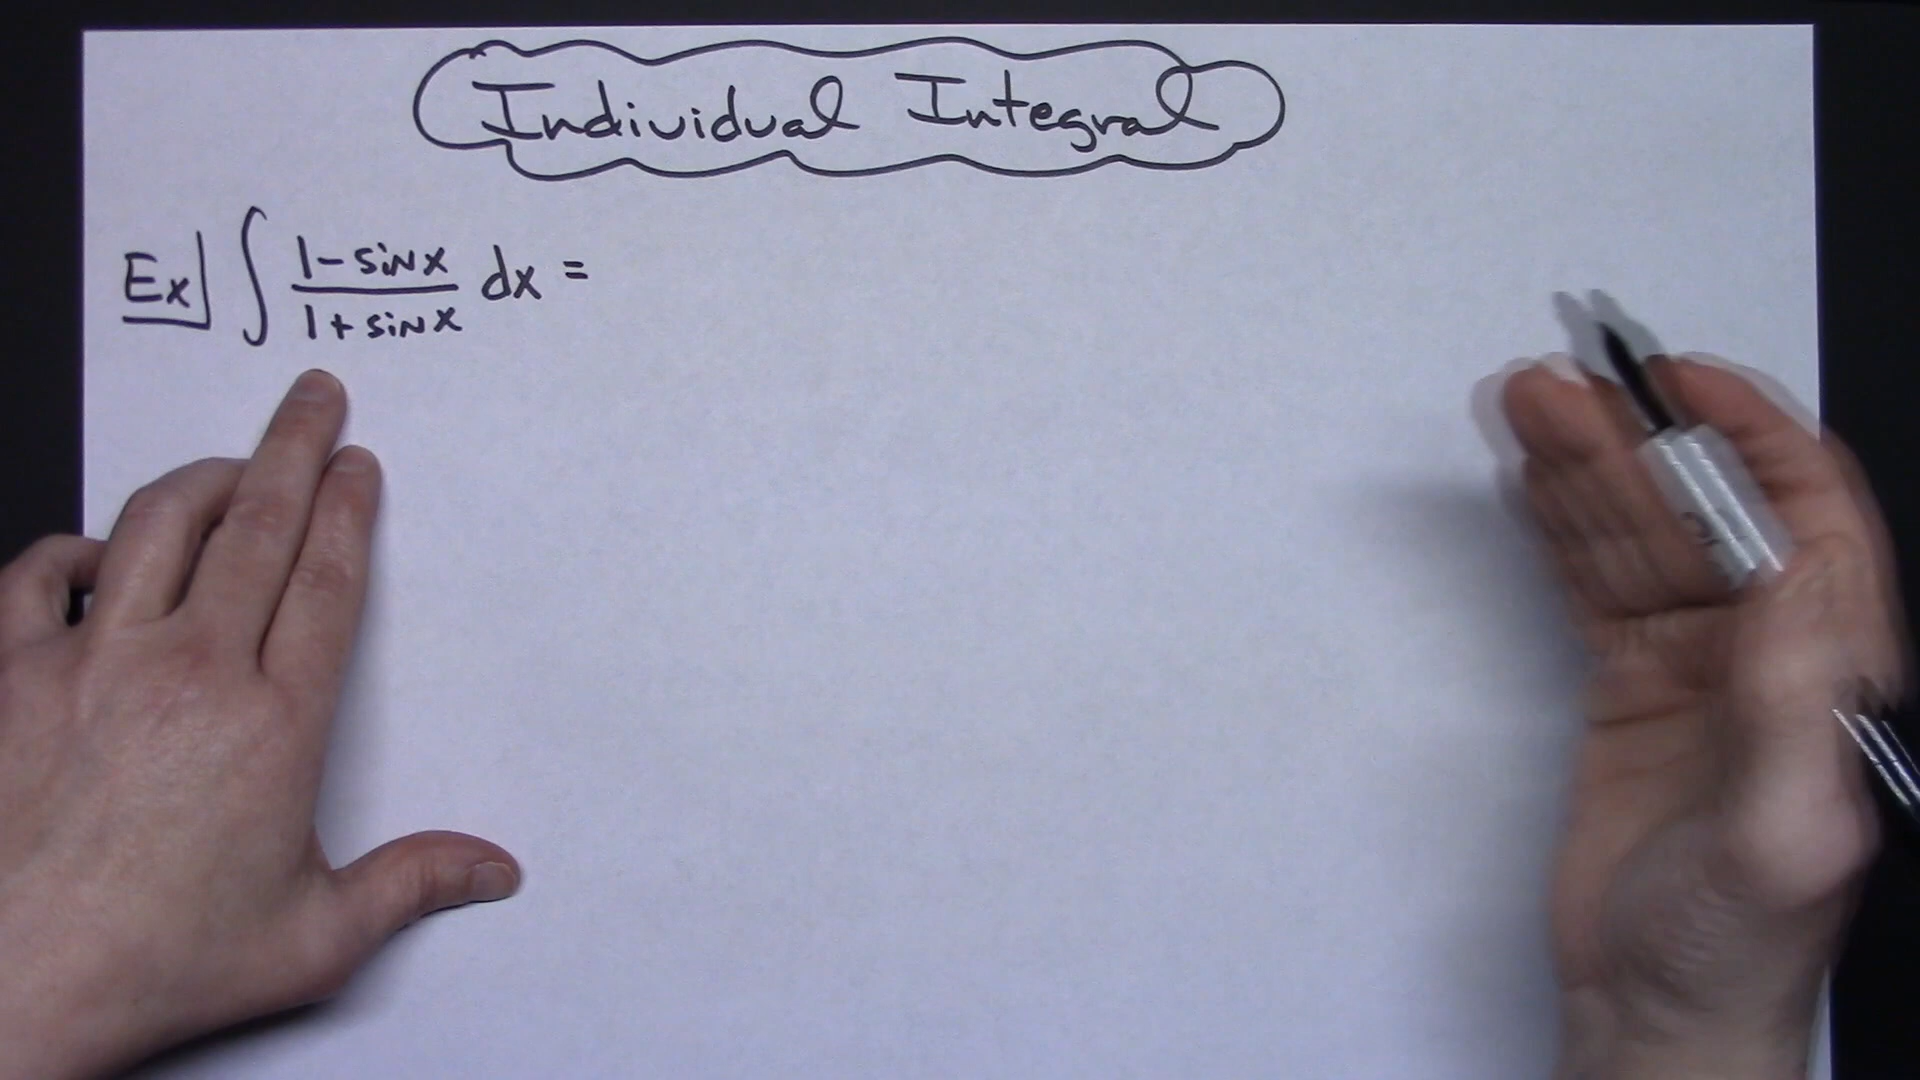 Individual Integral
Ex ∫ (1 - sin x)/(1 + sin x) dx =